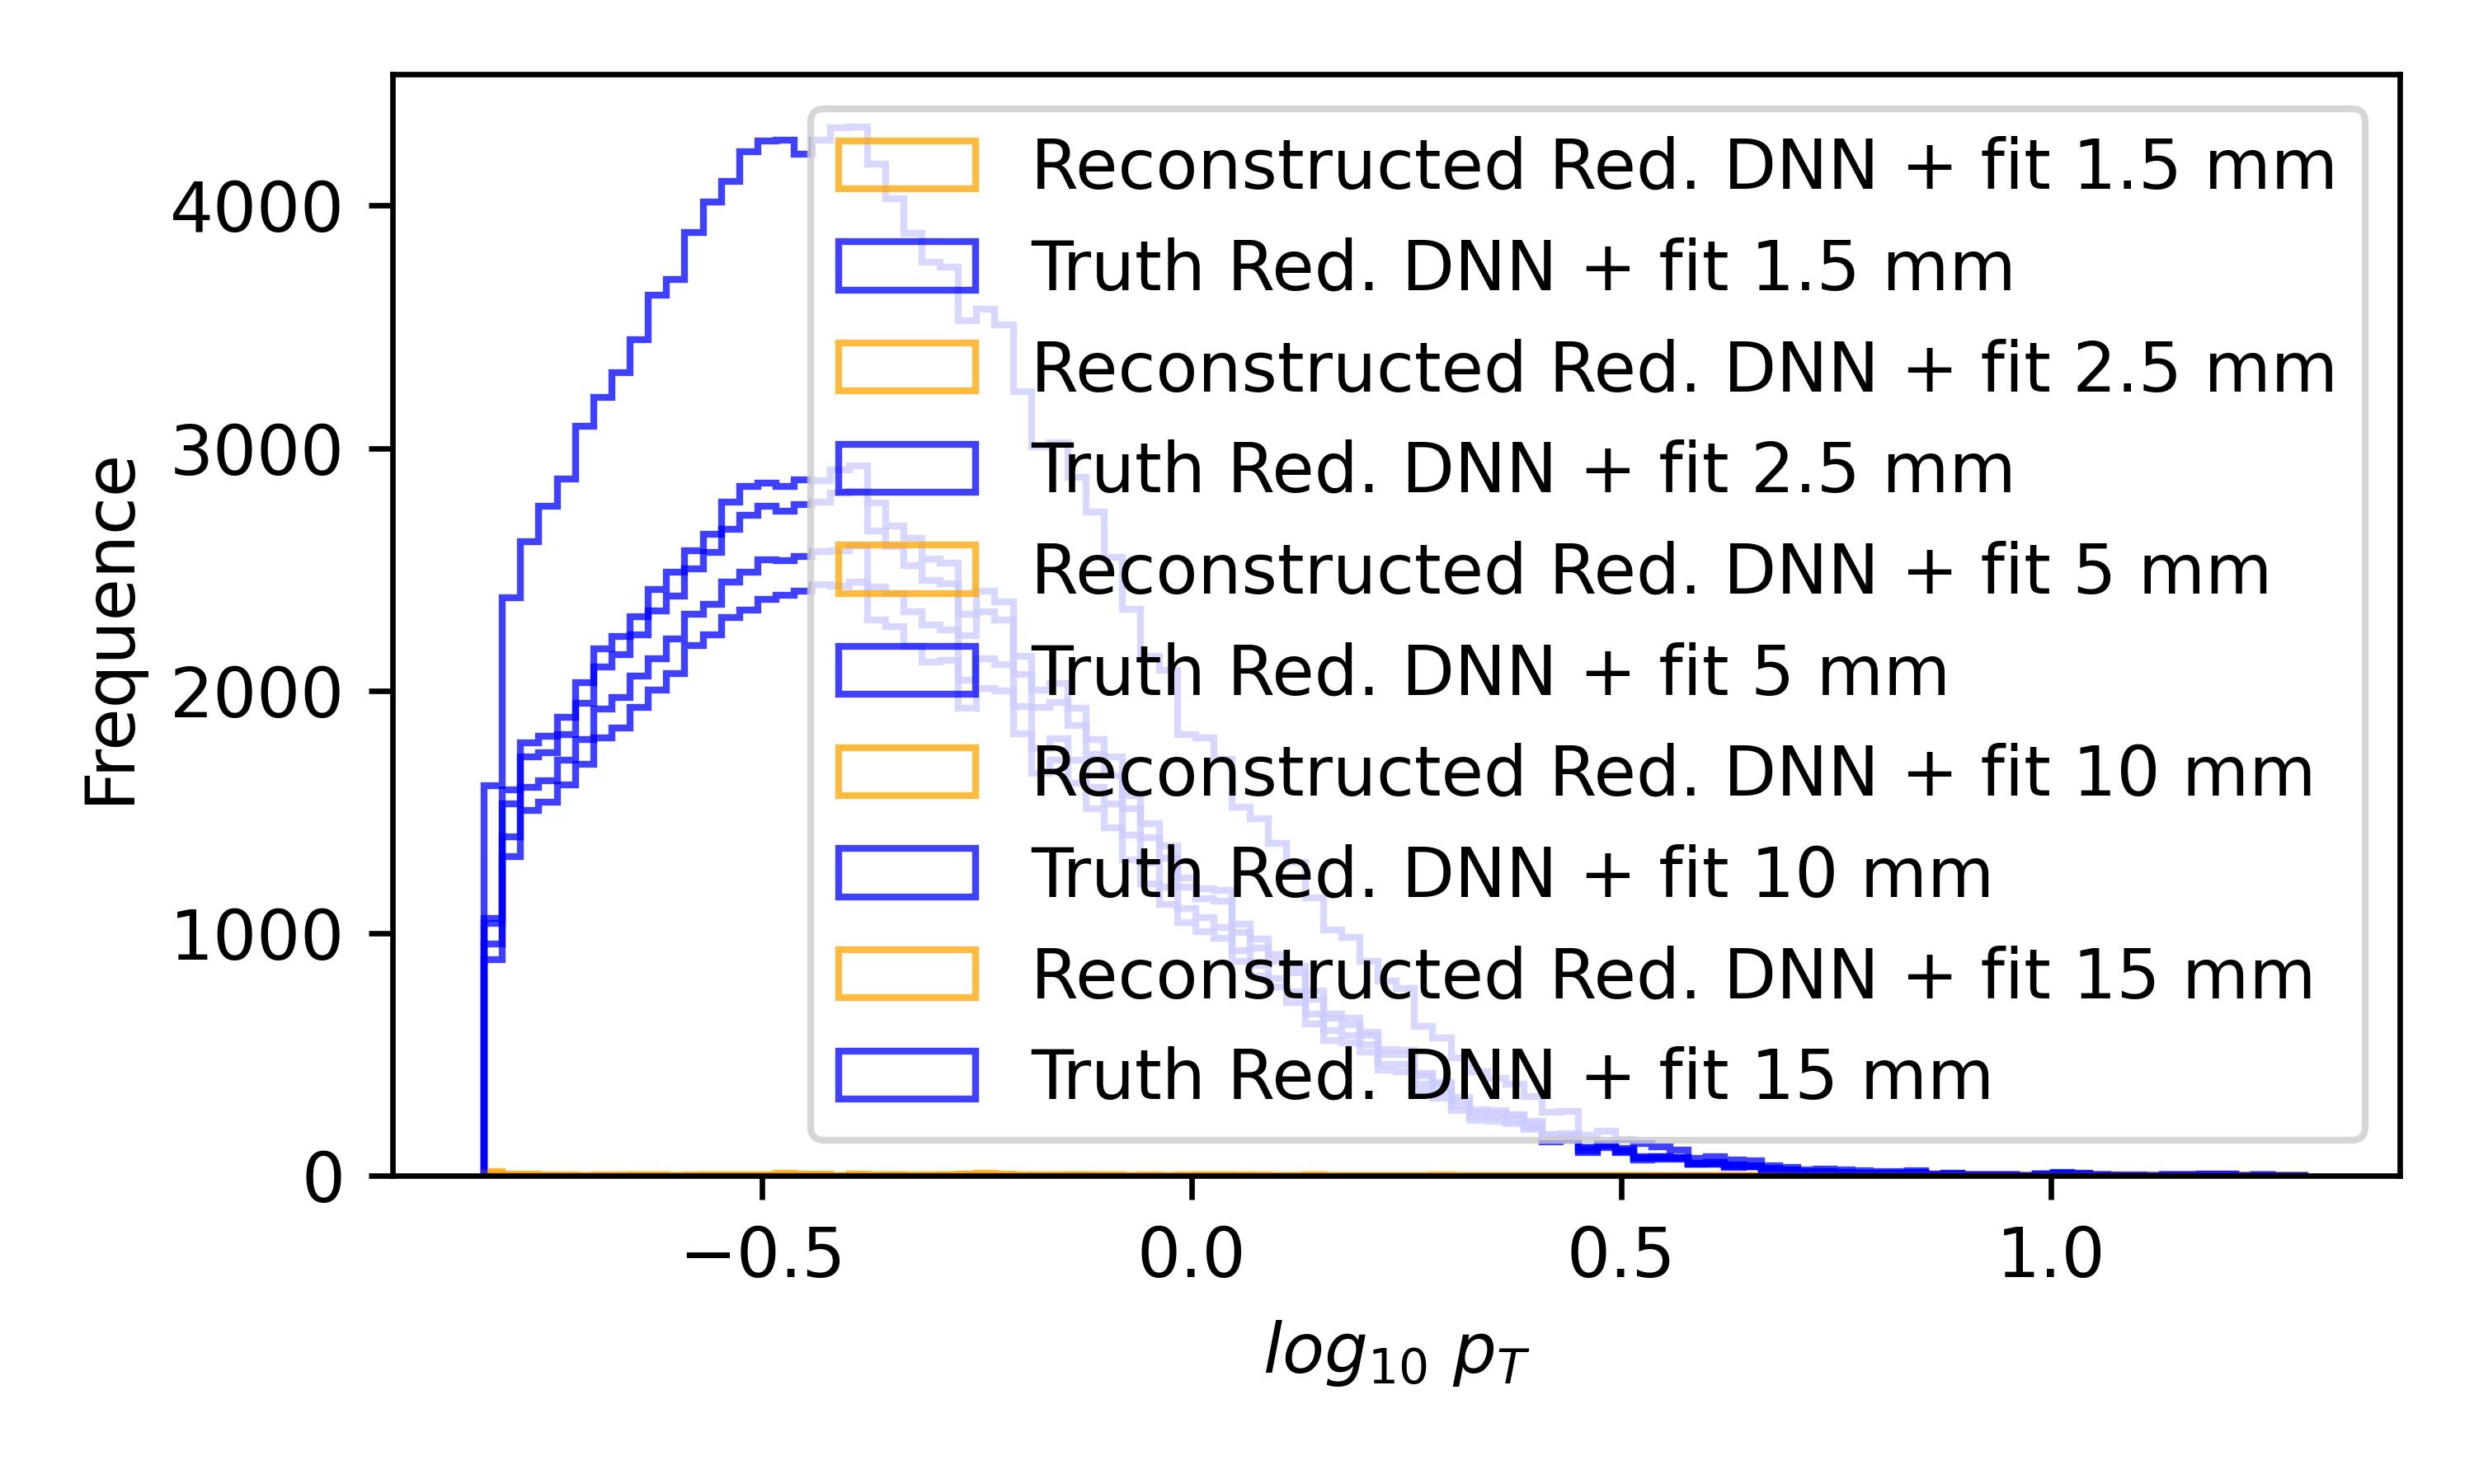 Reconstructed Red. DNN + fit 1.5 mm
Truth Red. DNN + fit 1.5 mm
Reconstructed Red. DNN + fit 2.5 mm
Truth Red. DNN + fit 2.5 mm
Reconstructed Red. DNN + fit 5 mm
Truth Red. DNN + fit 5 mm
Reconstructed Red. DNN + fit 10 mm
Truth Red. DNN + fit 10 mm
Reconstructed Red. DNN + fit 15 mm
Truth Red. DNN + fit 15 mm
Frequence
4000
3000
2000
1000
0
−0.5 0.0 0.5 1.0
log₁₀ p_T